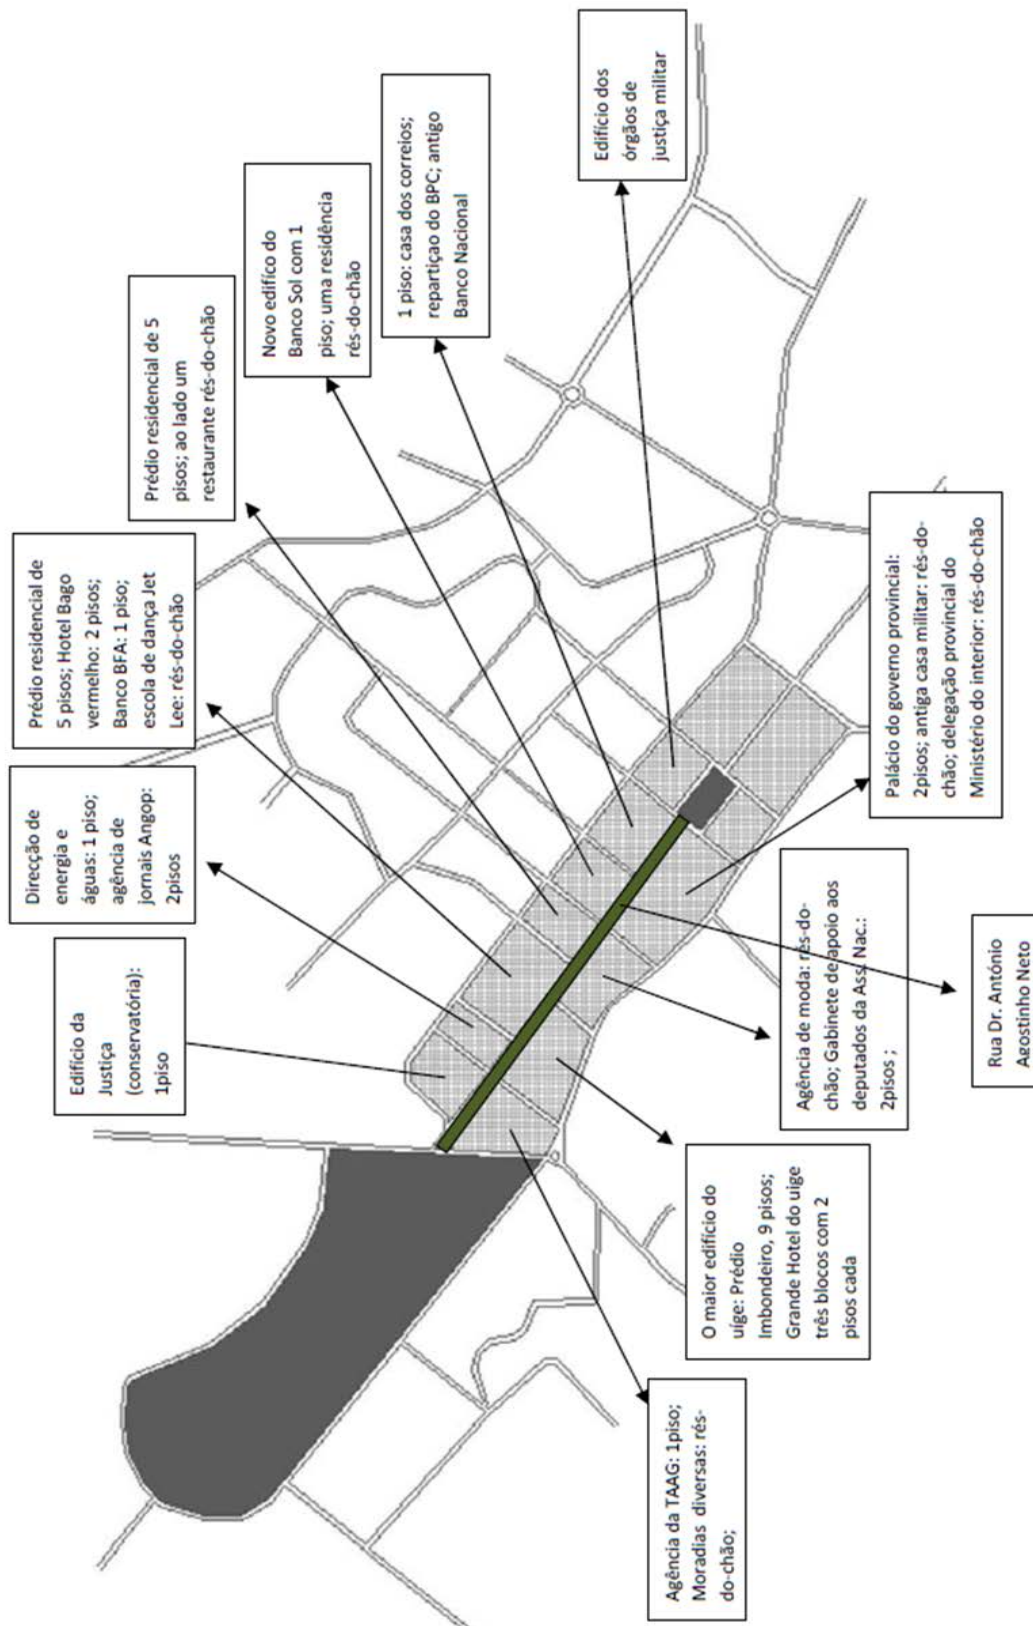 Edifício da
Justiça
(conservatória):
1piso
Direcção de
energia e
águas: 1 piso;
agência de
jornais Angop:
2pisos
Prédio residencial de
5 pisos; Hotel Bago
vermelho: 2 pisos;
Banco BFA: 1 piso;
escola de dança Jet
Lee: rés-do-chão
Prédio residencial de 5
pisos; ao lado um
restaurante rés-do-chão
Novo edifíco do
Banco Sol com 1
piso; uma residência
rés-do-chão
1 piso: casa dos correios;
repartiçao do BPC; antigo
Banco Nacional
Edifício dos
órgãos de
justiça militar
Agência da TAAG: 1piso;
Moradias diversas: rés-
do-chão;
O maior edifício do
uíge: Prédio
Imbondeiro, 9 pisos;
Grande Hotel do uige
três blocos com 2
pisos cada
Agência de moda: rés-do-
chão; Gabinete de apoio aos
deputados da Ass. Nac.:
2pisos ;
Rua Dr. António
Agostinho Neto
Palácio do governo provincial:
2pisos; antiga casa militar: rés-do-
chão; delegação provincial do
Ministério do interior: rés-do-chão